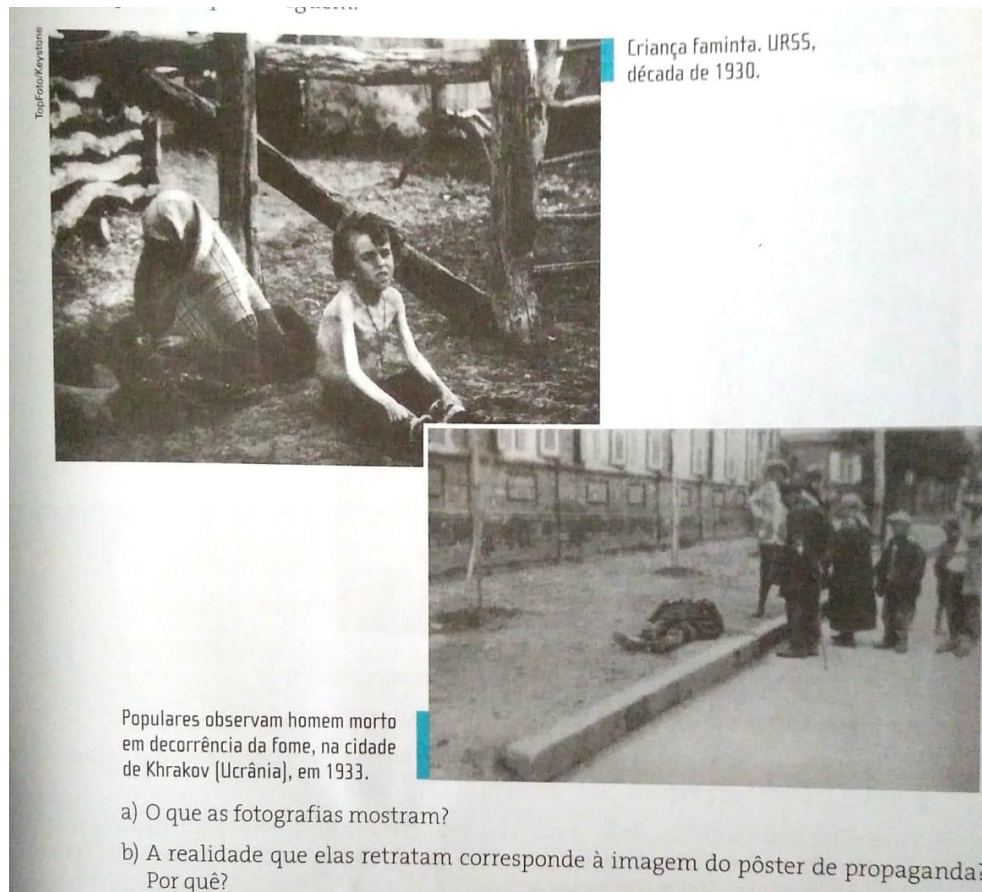 TopFoto/Keystone
Criança faminta. URSS,
década de 1930.
Populares observam homem morto
em decorrência da fome, na cidade
de Khrakov (Ucrânia), em 1933.
a) O que as fotografias mostram?
b) A realidade que elas retratam corresponde à imagem do pôster de propaganda?
Por quê?